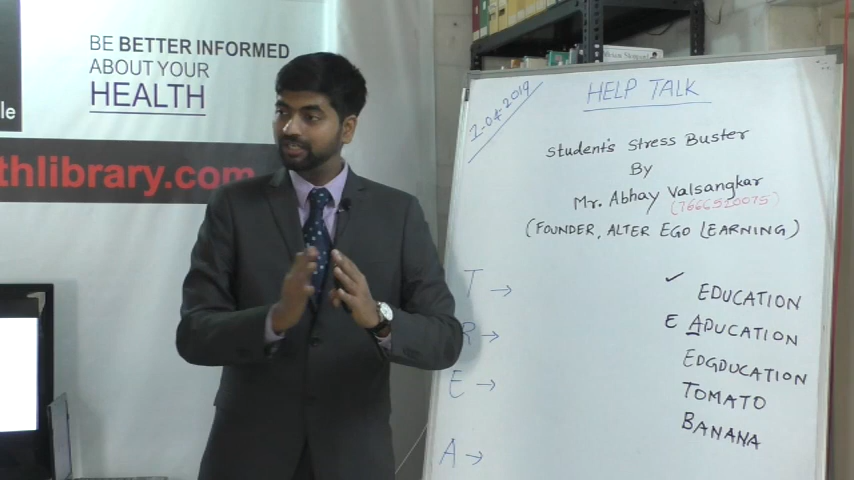 BE BETTER INFORMED
ABOUT YOUR
HEALTH
le
thlibrary.com
1-04-2019
HELP TALK
Student's Stress Buster
By
Mr. Abhay Valsangkar
(7666520075)
(FOUNDER, ALTER EGO LEARNING)
T →
R →
E →
A →
✓ EDUCATION
E ADUCATION
EDGDUCATION
TOMATO
BANANA